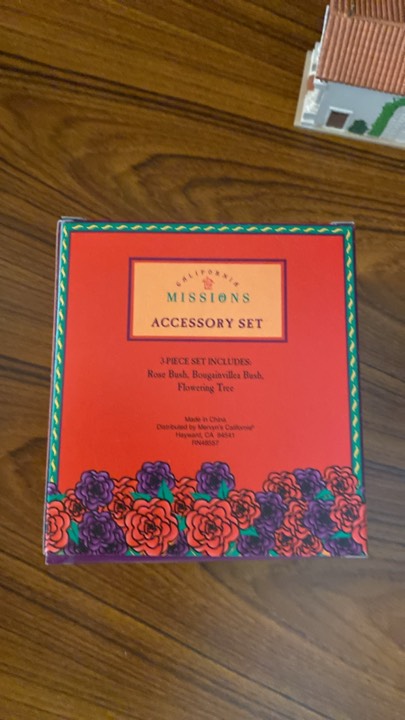 CALIFORNIA
MISSIONS
ACCESSORY SET
3-PIECE SET INCLUDES:
Rose Bush, Bougainvillea Bush,
Flowering Tree
Made in China
Distributed by Mervyn's California®
Hayward, CA 94541
RN48597